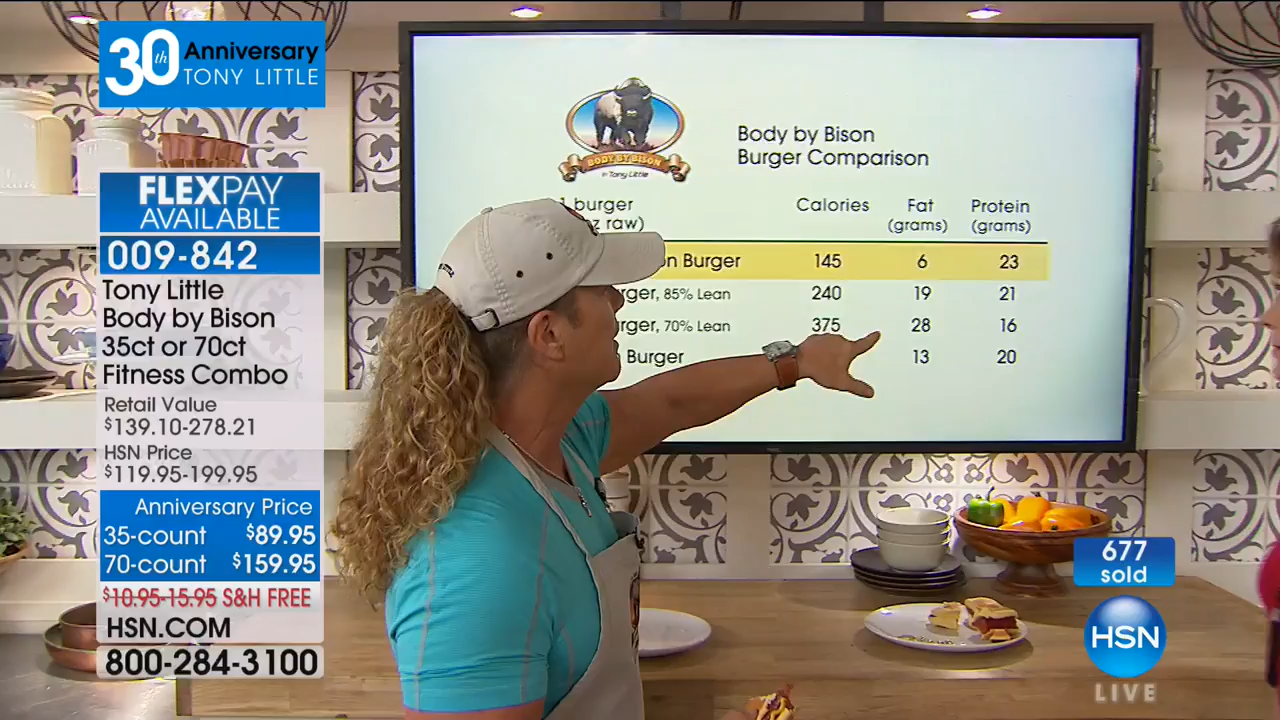 30th Anniversary
TONY LITTLE
FLEXPAY
AVAILABLE
009-842
Tony Little
Body by Bison
35ct or 70ct
Fitness Combo
Retail Value
$139.10-278.21
HSN Price
$119.95-199.95
Anniversary Price
35-count $89.95
70-count $159.95
$10.95-15.95 S&H FREE
HSN.COM
800-284-3100
BODY BY BISON
Tony Little
Body by Bison
Burger Comparison
1 burger
raw)
Calories
Fat
(grams)
Protein
(grams)
Burger 145 6 23
85% Lean 240 19 21
70% Lean 375 28 16
Burger 13 20
677
sold
HSN
LIVE